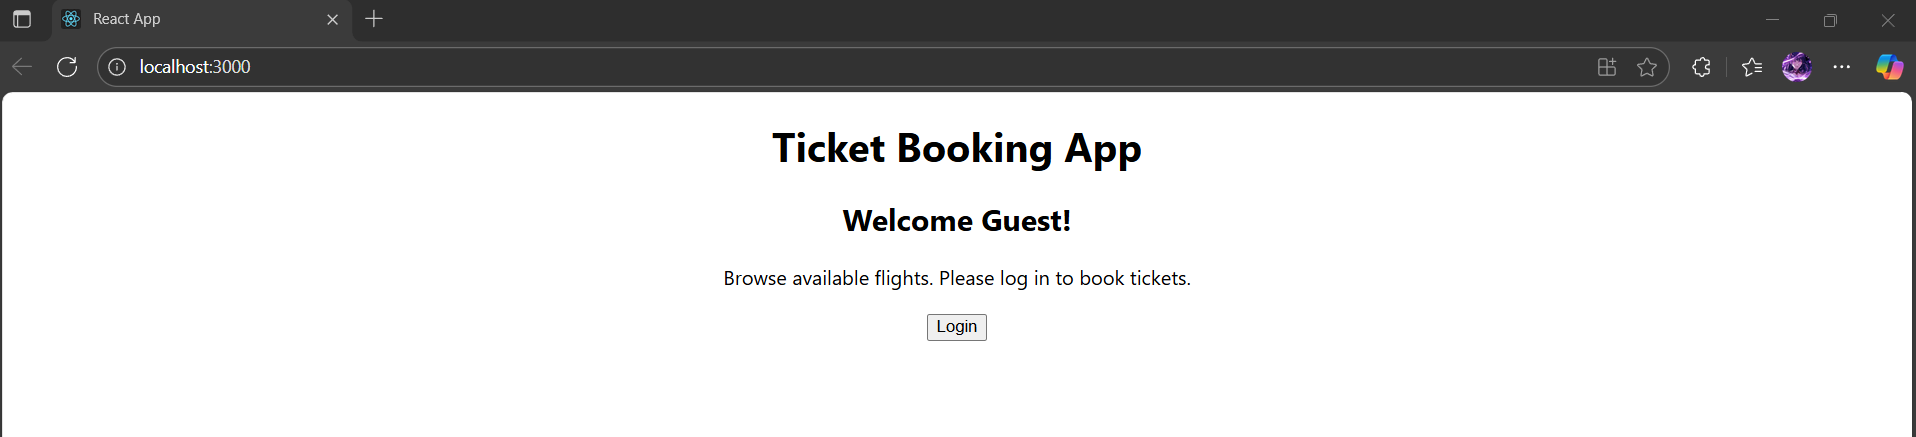 React App
localhost:3000
Ticket Booking App
Welcome Guest!
Browse available flights. Please log in to book tickets.
Login